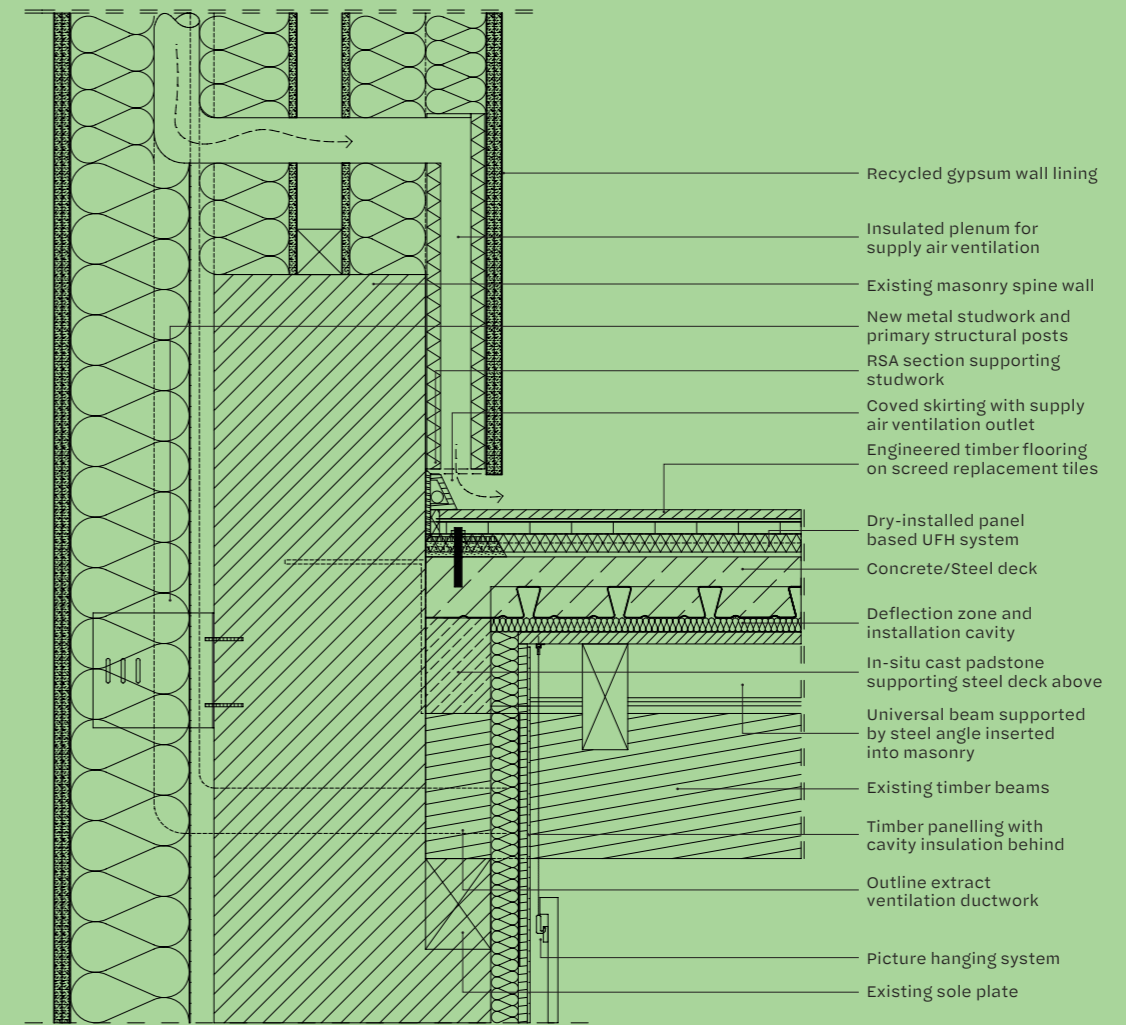 Recycled gypsum wall lining
Insulated plenum for
supply air ventilation
Existing masonry spine wall
New metal studwork and
primary structural posts
RSA section supporting
studwork
Coved skirting with supply
air ventilation outlet
Engineered timber flooring
on screed replacement tiles
Dry-installed panel
based UFH system
Concrete/Steel deck
Deflection zone and
installation cavity
In-situ cast padstone
supporting steel deck above
Universal beam supported
by steel angle inserted
into masonry
Existing timber beams
Timber panelling with
cavity insulation behind
Outline extract
ventilation ductwork
Picture hanging system
Existing sole plate